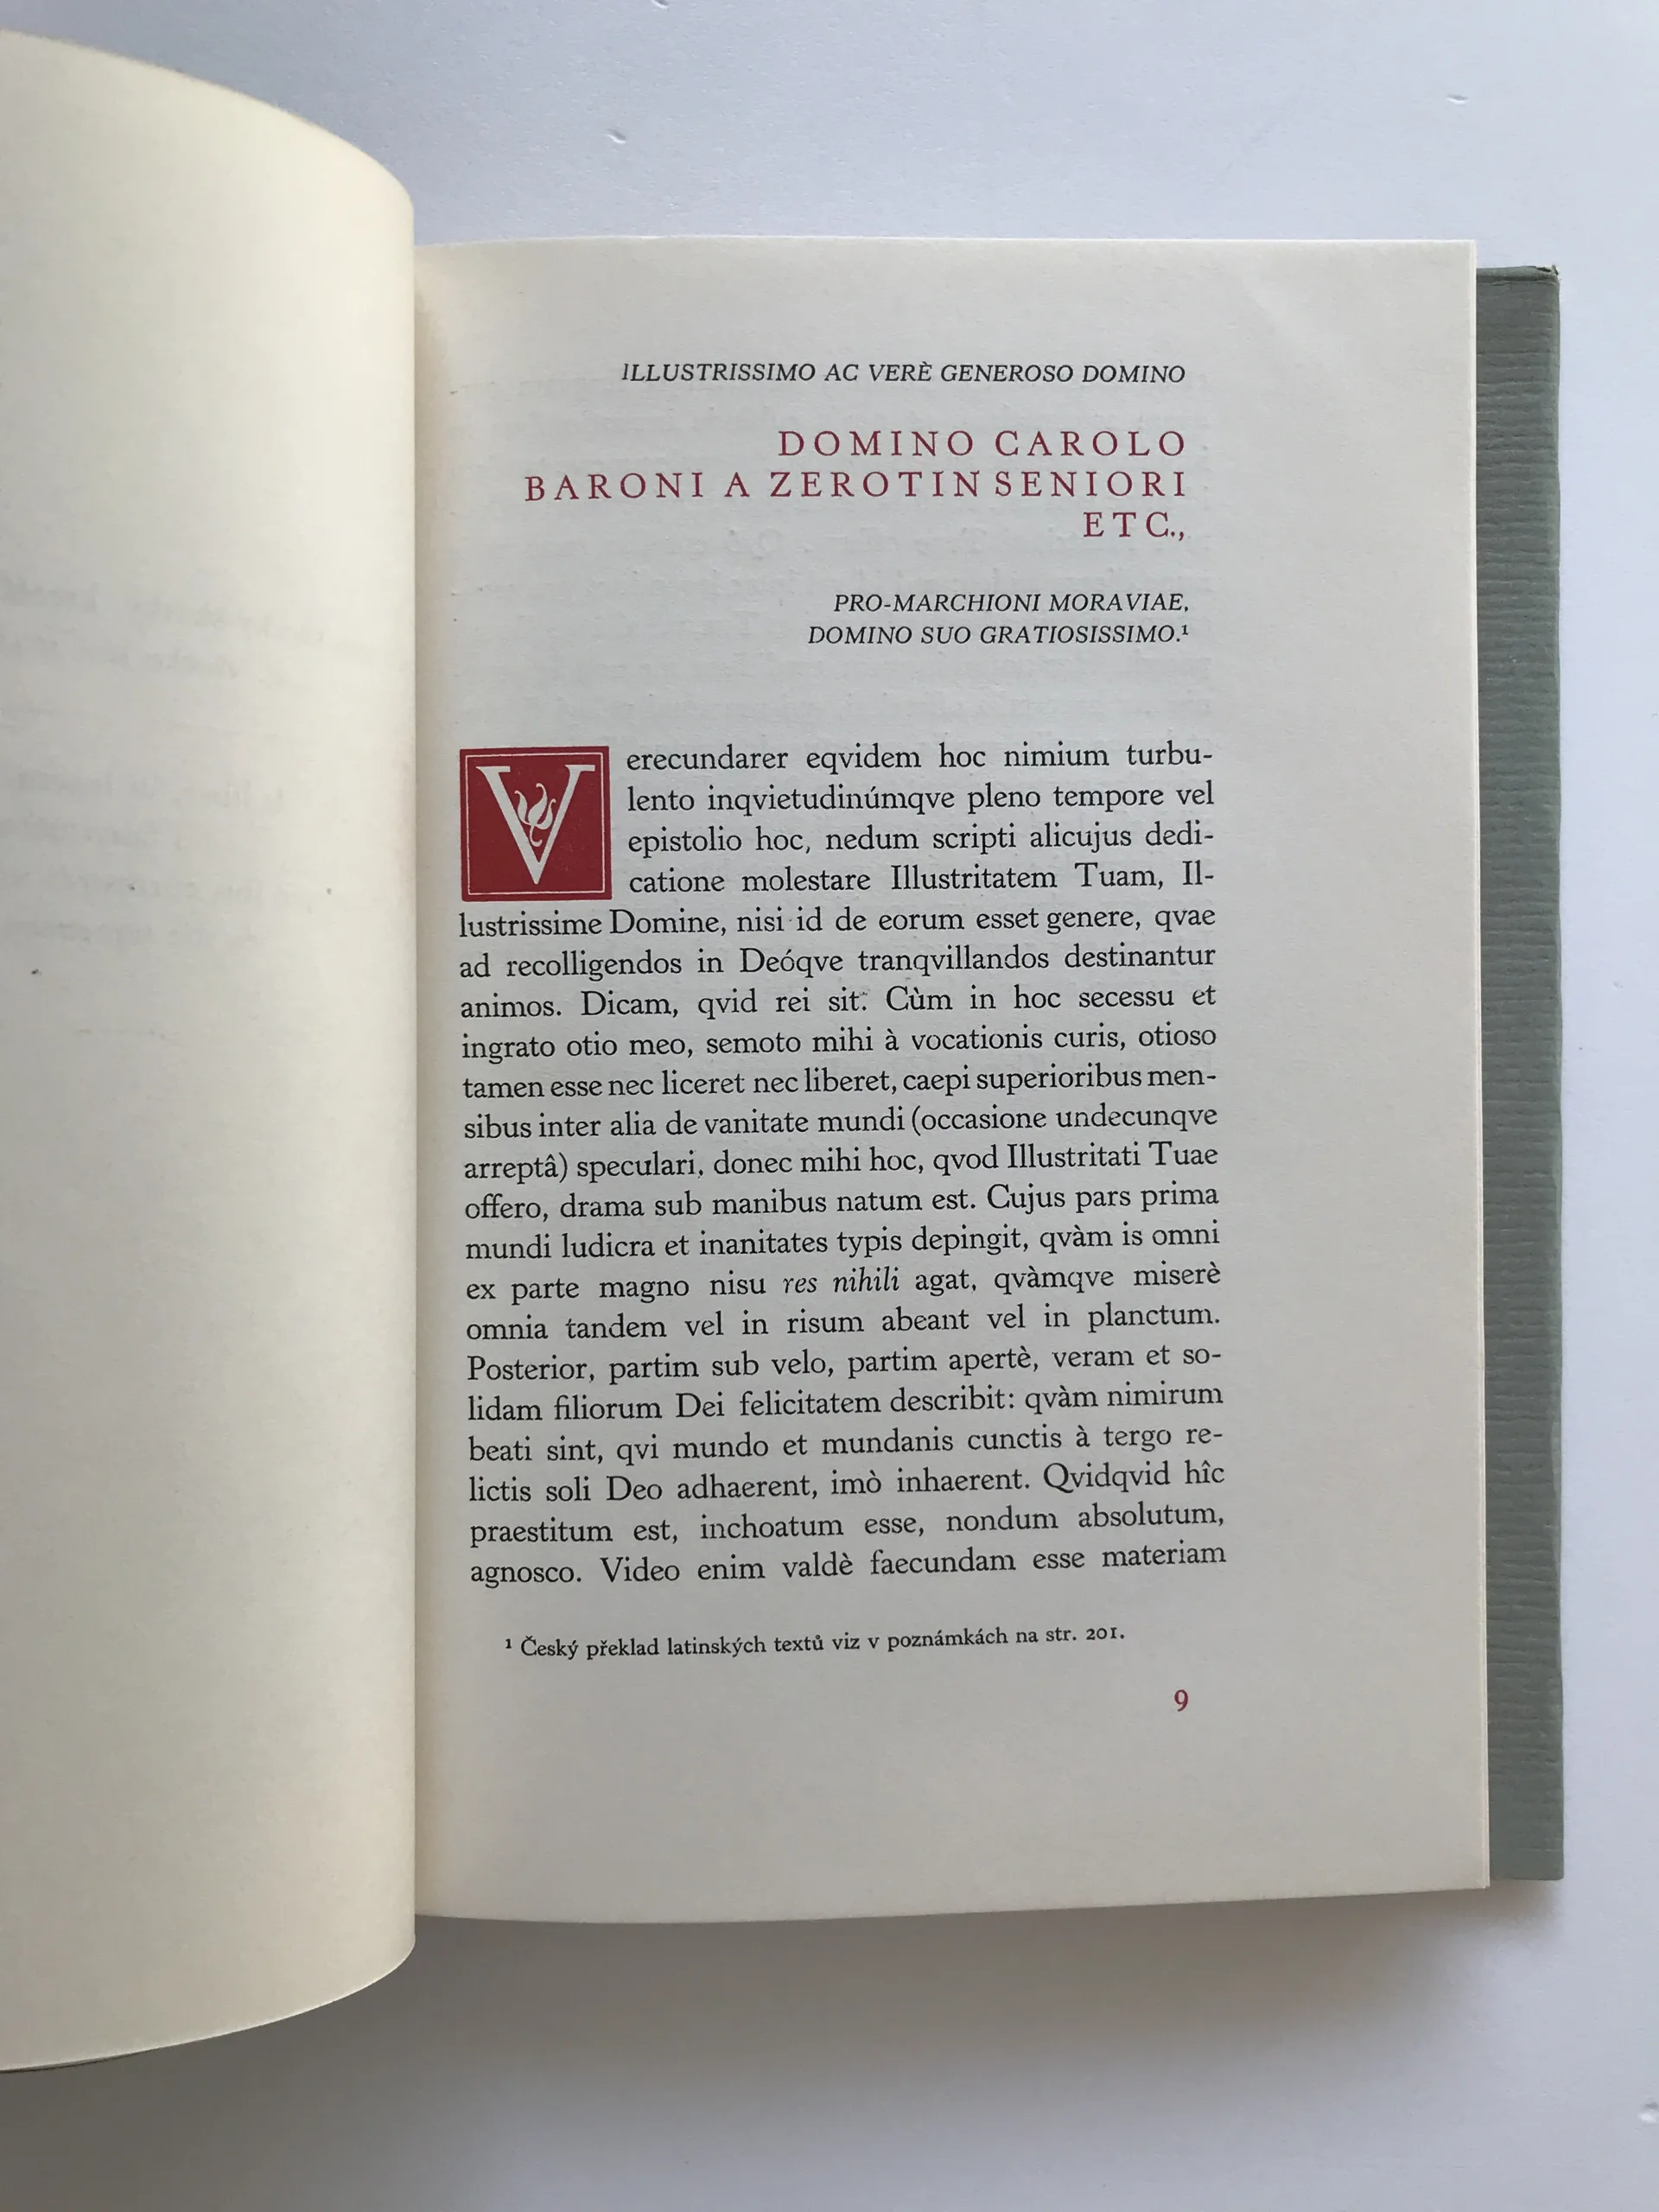 ILLUSTRISSIMO AC VERÈ GENEROSO DOMINO
DOMINO CAROLO
BARONI A ZEROTIN SENIORI
ETC.,
PRO-MARCHIONI MORAVIAE,
DOMINO SUO GRATIOSISSIMO.¹
Verecundarer eqvidem hoc nimium turbu-
lento inqvietudinúmqve pleno tempore vel
epistolio hoc, nedum scripti alicujus dedi-
catione molestare Illustritatem Tuam, Il-
lustrissime Domine, nisi id de eorum esset genere, qvae
ad recolligendos in Deóqve tranqvillandos destinantur
animos. Dicam, qvid rei sit: Cùm in hoc secessu et
ingrato otio meo, semoto mihi à vocationis curis, otioso
tamen esse nec liceret nec liberet, caepi superioribus men-
sibus inter alia de vanitate mundi (occasione undecunqve
arreptâ) speculari, donec mihi hoc, qvod Illustritati Tuae
offero, drama sub manibus natum est. Cujus pars prima
mundi ludicra et inanitates typis depingit, qvàm is omni
ex parte magno nisu res nihili agat, qvàmqve miserè
omnia tandem vel in risum abeant vel in planctum.
Posterior, partim sub velo, partim apertè, veram et so-
lidam filiorum Dei felicitatem describit: qvàm nimirum
beati sint, qvi mundo et mundanis cunctis à tergo re-
lictis soli Deo adhaerent, imò inhaerent. Qvidqvid hîc
praestitum est, inchoatum esse, nondum absolutum,
agnosco. Video enim valdè faecundam esse materiam
¹ Český překlad latinských textů viz v poznámkách na str. 201.
9